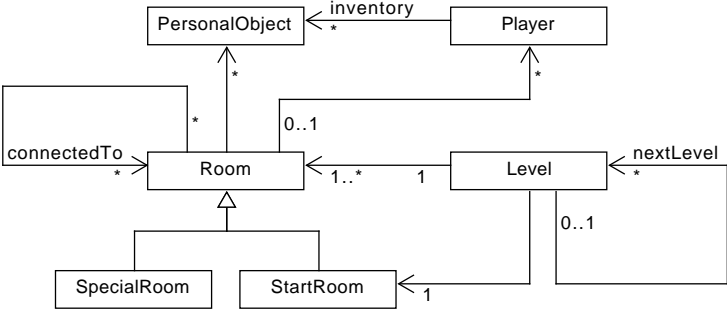 PersonalObject
inventory
*
Player
*
*
*
0..1
connectedTo
*
Room
1..*
1
Level
nextLevel
*
0..1
SpecialRoom
StartRoom
1